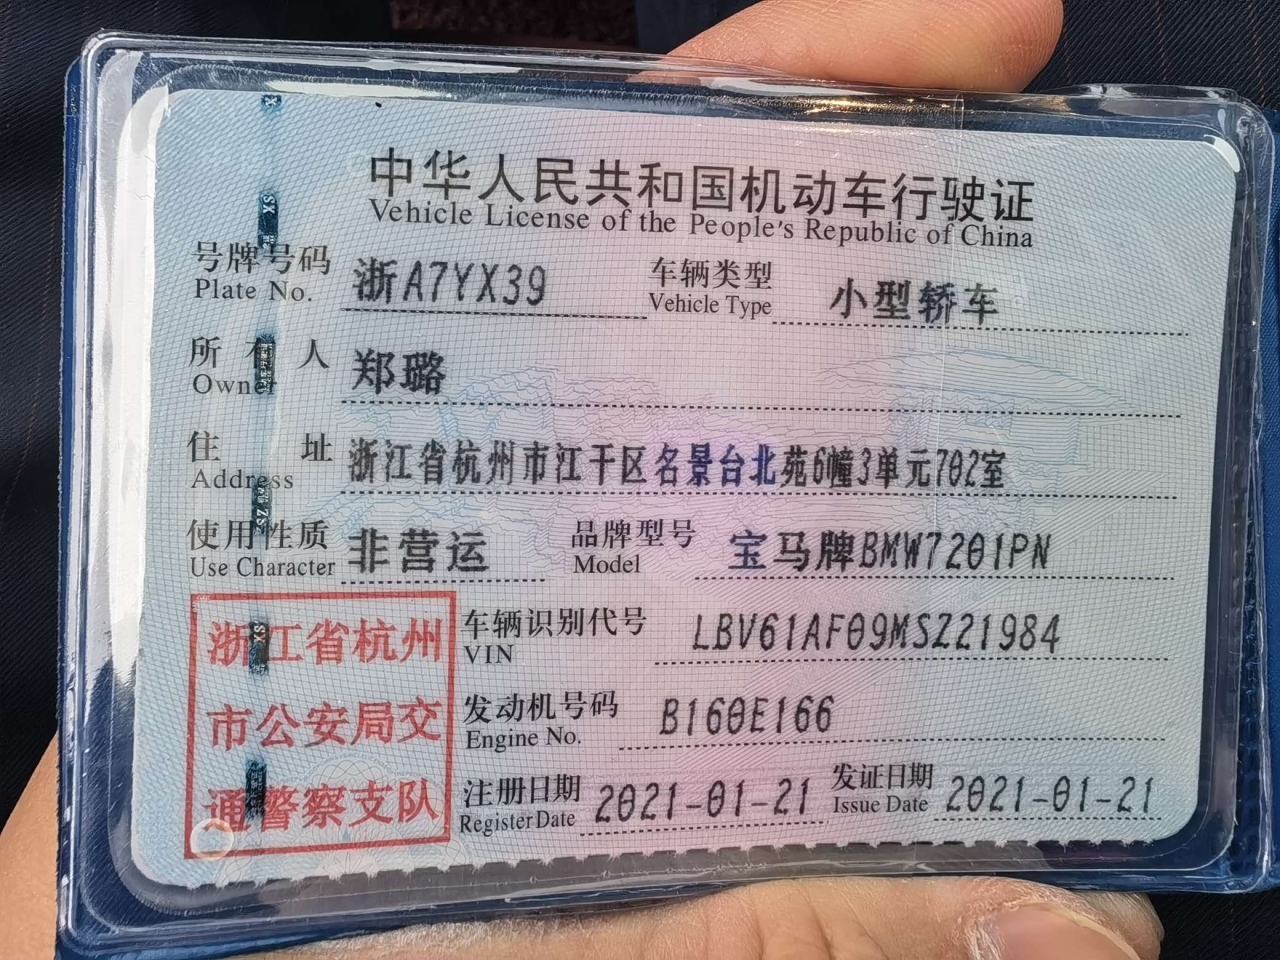 中华人民共和国机动车行驶证
Vehicle License of the People's Republic of China
号牌号码 浙A7YX39 车辆类型 小型轿车
Plate No. Vehicle Type
所有人 郑璐
Owner
住址 浙江省杭州市江干区名景台北苑6幢3单元702室
Address
使用性质 非营运 品牌型号 宝马牌BMW7201PN
Use Character Model
浙江省杭州
市公安局交
通警察支队
车辆识别代号 LBV61AF09MSZ21984
VIN
发动机号码 B160E166
Engine No.
注册日期 2021-01-21 发证日期 2021-01-21
Register Date Issue Date